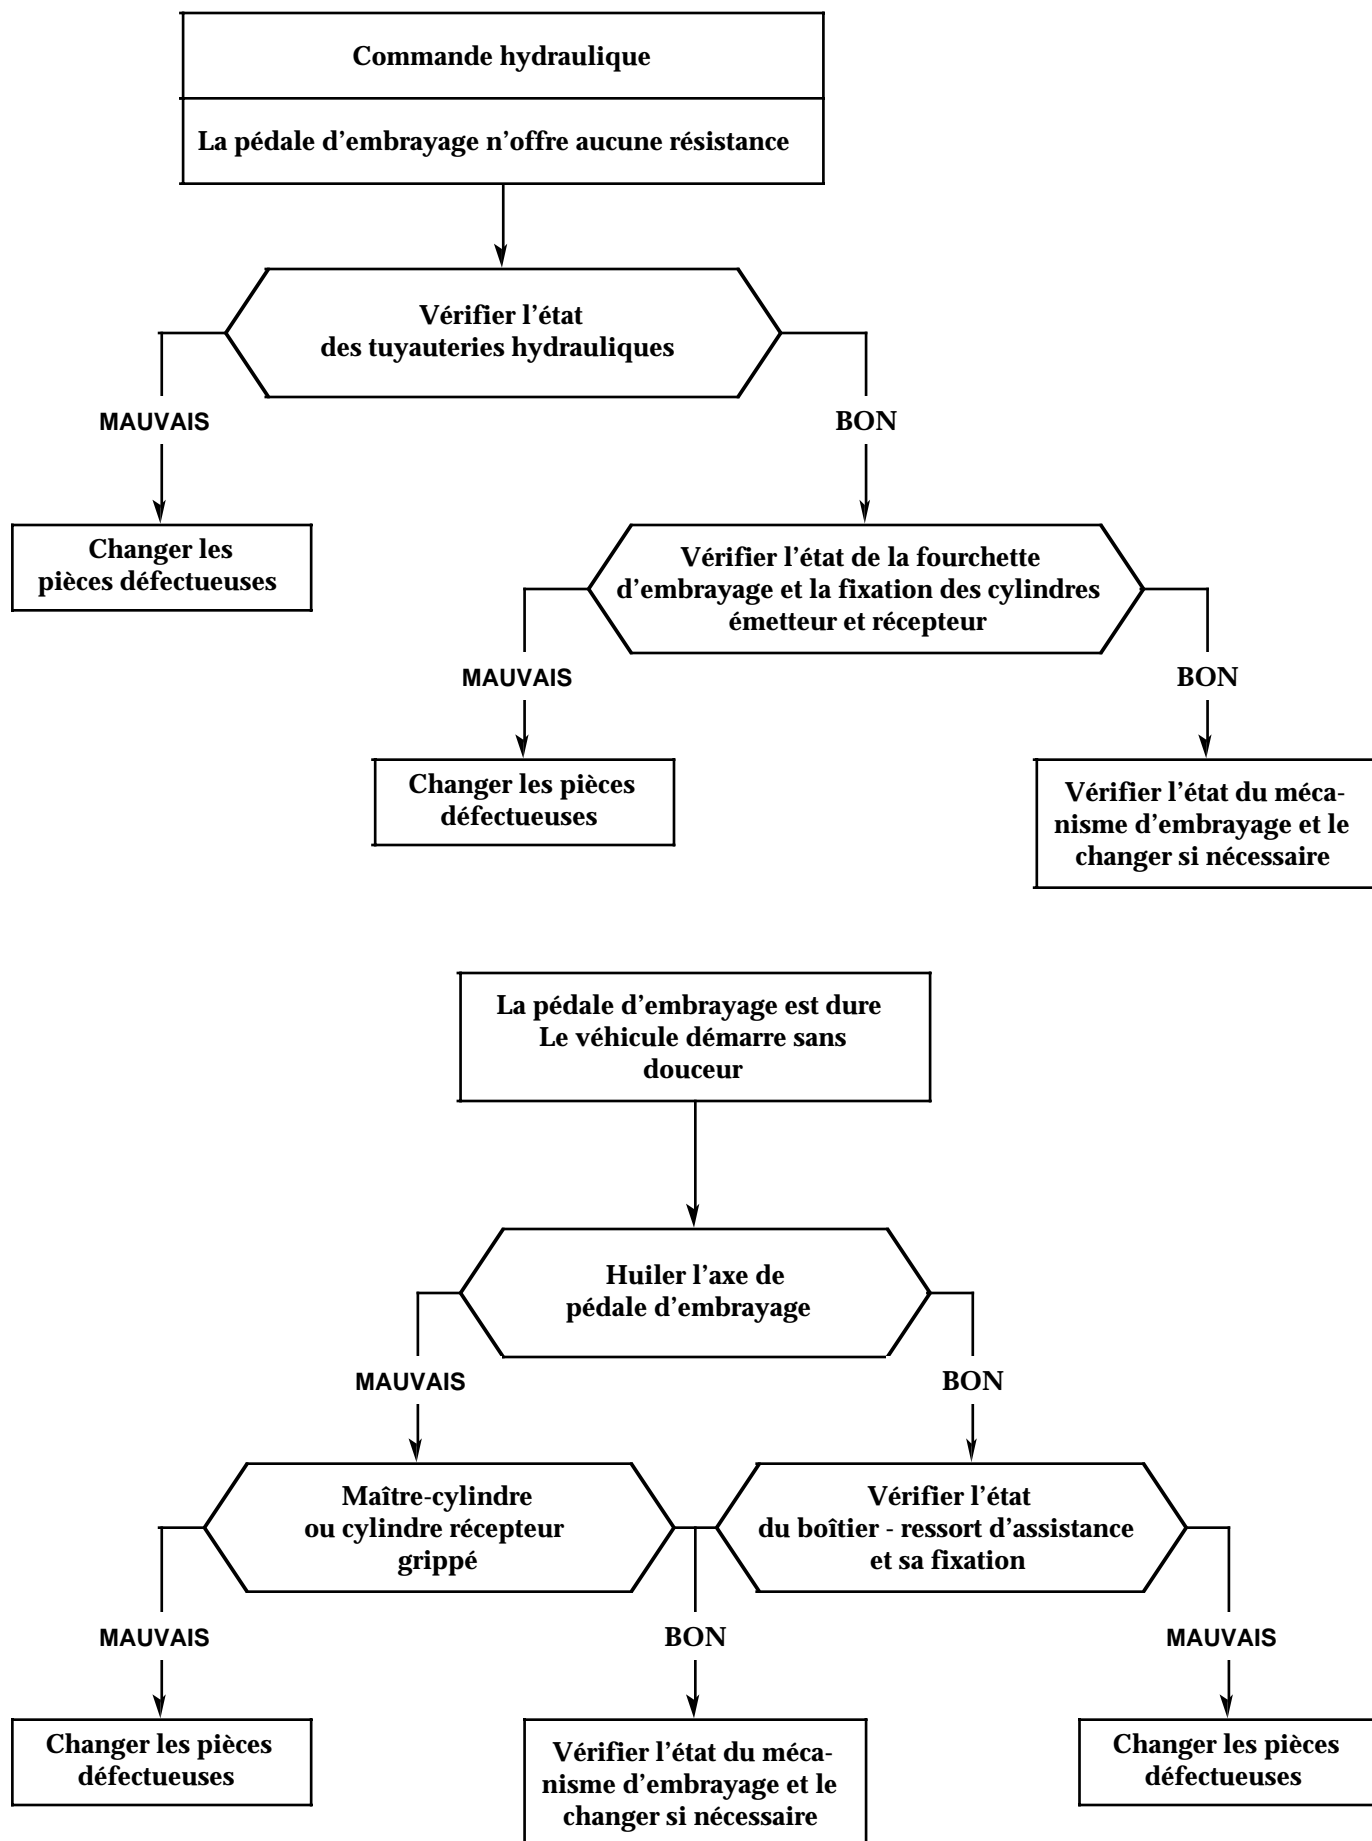 Commande hydraulique
La pédale d'embrayage n'offre aucune résistance
Vérifier l'état
des tuyauteries hydrauliques
MAUVAIS
BON
Changer les
pièces défectueuses
Vérifier l'état de la fourchette
d'embrayage et la fixation des cylindres
émetteur et récepteur
MAUVAIS
BON
Changer les pièces
défectueuses
Vérifier l'état du méca-
nisme d'embrayage et le
changer si nécessaire
La pédale d'embrayage est dure
Le véhicule démarre sans
douceur
Huiler l'axe de
pédale d'embrayage
MAUVAIS
BON
Maître-cylindre
ou cylindre récepteur
grippé
Vérifier l'état
du boîtier - ressort d'assistance
et sa fixation
MAUVAIS
BON
MAUVAIS
Changer les pièces
défectueuses
Vérifier l'état du méca-
nisme d'embrayage et le
changer si nécessaire
Changer les pièces
défectueuses